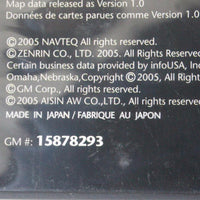 Map data released as Version 1.0
Données de cartes parues comme Version 1.0
©2005 NAVTEQ All rights reserved.
©ZENRIN CO., LTD. 2005. All rights reserved.
Certain business data provided by infoUSA, Inc.
Omaha, Nebraska, Copyright © 2005, All Rights
©GM Corp., All Rights Reserved.
©2005 AISIN AW CO., LTD. All rights reserved.
MADE IN JAPAN / FABRIQUE AU JAPON
GM #: 15878293